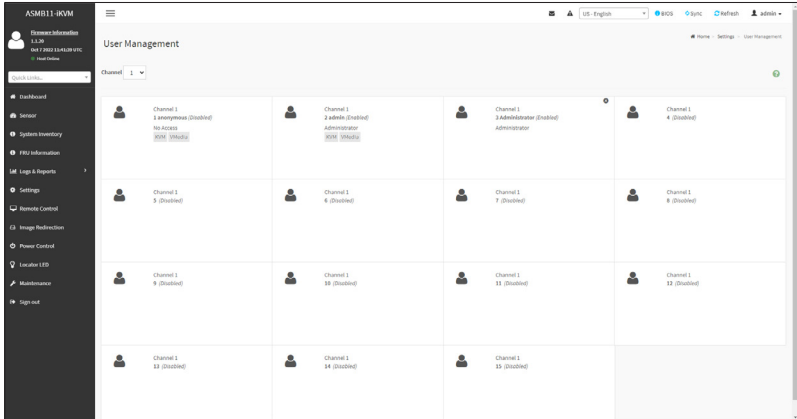 ASMB11-iKVM
US - English
BIOS
Sync
Refresh
admin
Firmware Information
1.1.20
Oct 7 2022 11:41:20 UTC
Host Online
User Management
Home - Settings - User Management
Quick Links...
Channel 1
Dashboard
Sensor
System Inventory
FRU Information
Logs & Reports
Settings
Remote Control
Image Redirection
Power Control
Locator LED
Maintenance
Sign out
Channel 1
1 anonymous (Disabled)
No Access
KVM VMedia
Channel 1
2 admin (Enabled)
Administrator
KVM VMedia
Channel 1
3 Administrator (Enabled)
Administrator
Channel 1
4 (Disabled)
Channel 1
5 (Disabled)
Channel 1
6 (Disabled)
Channel 1
7 (Disabled)
Channel 1
8 (Disabled)
Channel 1
9 (Disabled)
Channel 1
10 (Disabled)
Channel 1
11 (Disabled)
Channel 1
12 (Disabled)
Channel 1
13 (Disabled)
Channel 1
14 (Disabled)
Channel 1
15 (Disabled)